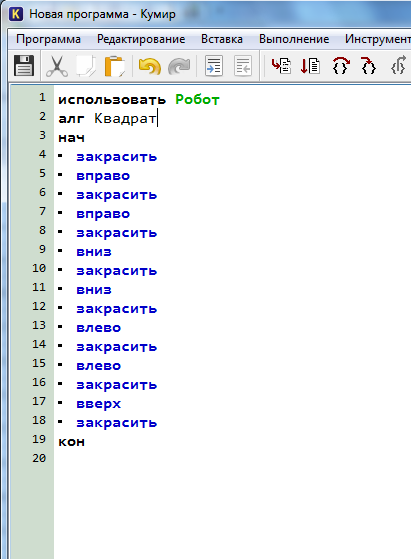 Новая программа - Кумир
Программа Редактирование Вставка Выполнение Инструмент
1 использовать Робот
2 алг Квадрат
3 нач
4 закрасить
5 вправо
6 закрасить
7 вправо
8 закрасить
9 вниз
10 закрасить
11 вниз
12 закрасить
13 влево
14 закрасить
15 влево
16 закрасить
17 вверх
18 закрасить
19 кон
20